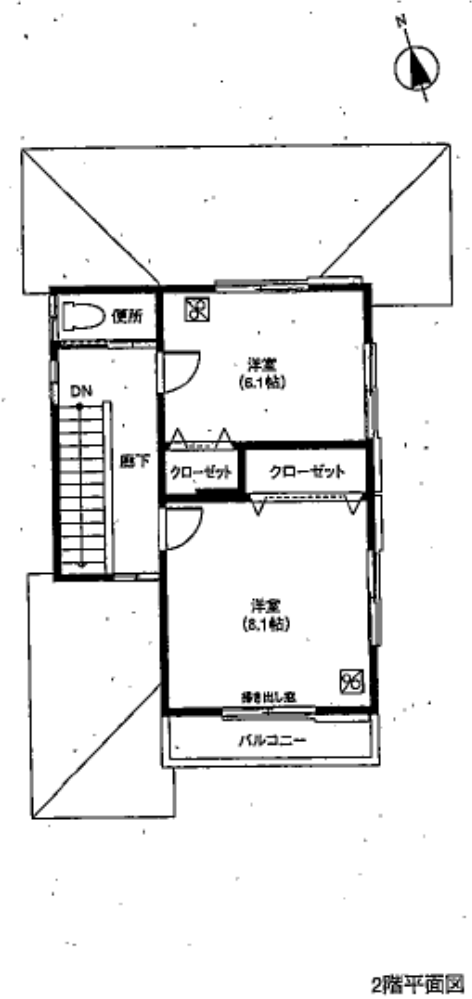 N
便所
洋室
(6.1帖)
DN
廊下
クローゼット
クローゼット
洋室
(8.1帖)
掃き出し窓
バルコニー
2階平面図